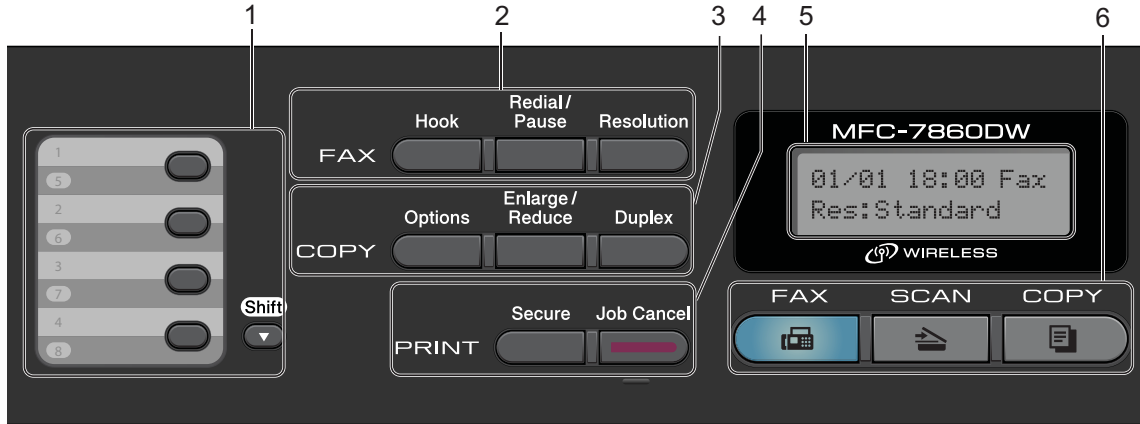 1 2 3 4 5 6
1
5
2
6
3
7
4
8
Shift
FAX
Hook
Redial/
Pause
Resolution
COPY
Options
Enlarge/
Reduce
Duplex
PRINT
Secure
Job Cancel
MFC-7860DW
01/01 18:00 Fax
Res:Standard
WIRELESS
FAX SCAN COPY